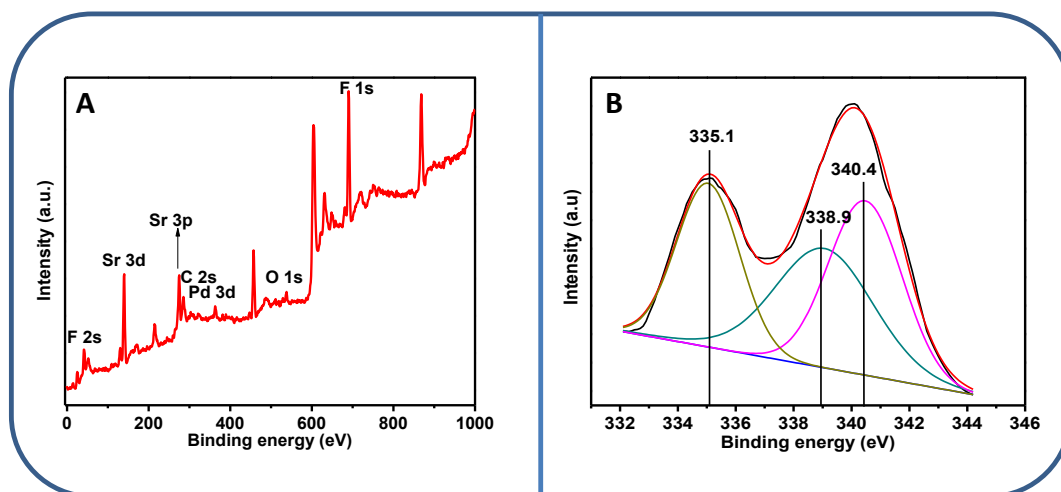 A
F 1s
Sr 3p
Sr 3d
C 2s
Pd 3d
O 1s
F 2s
Intensity (a.u.)
0 200 400 600 800 1000
Binding energy (eV)
B
335.1
340.4
338.9
Intensity (a.u)
332 334 336 338 340 342 344 346
Binding energy (eV)